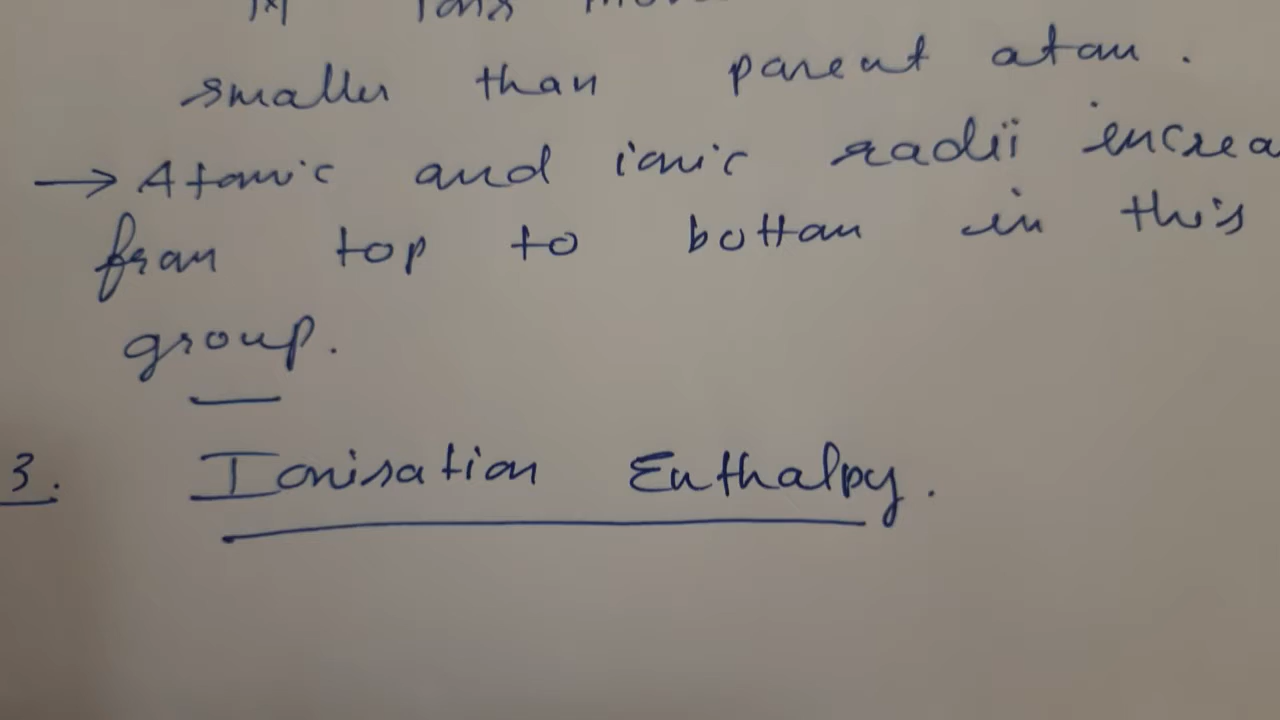 smaller than parent atom.
→ Atomic and ionic radii increa
from top to bottom in this
group.
3. Ionisation Enthalpy.